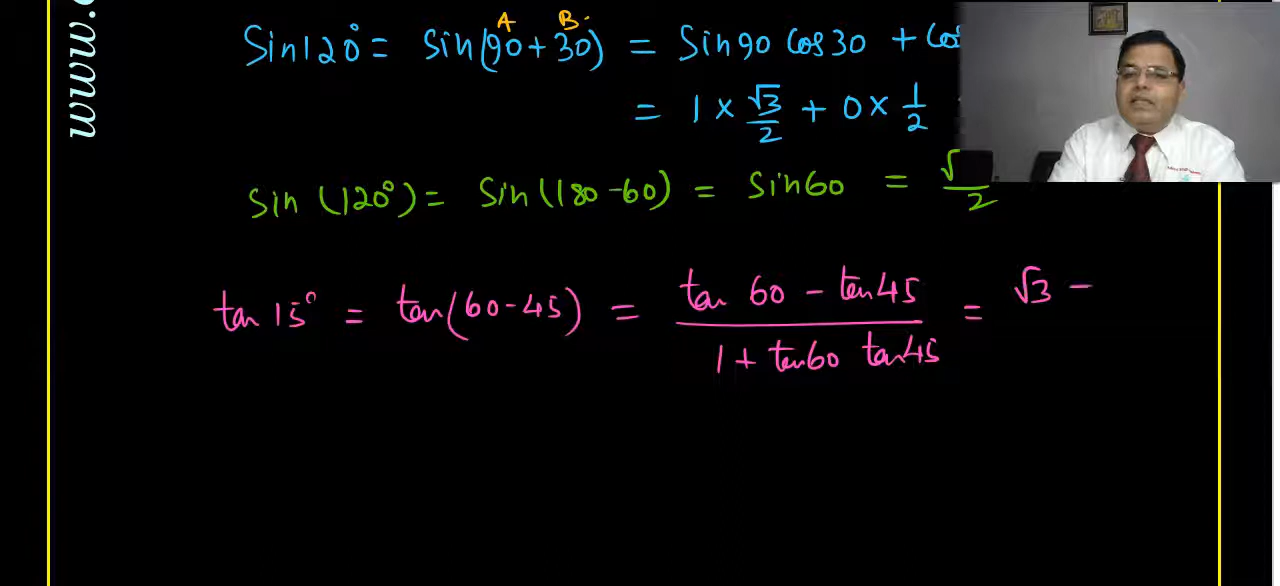 www.
A B
Sin120° = Sin(90+30) = Sin90 Cos30 + Cos
= 1 × √3/2 + 0 × 1/2
Sin (120°) = Sin(180-60) = Sin60 = √/2
tan 15° = tan(60-45) = tan 60 - tan45 / 1 + tan60 tan45 = √3 -